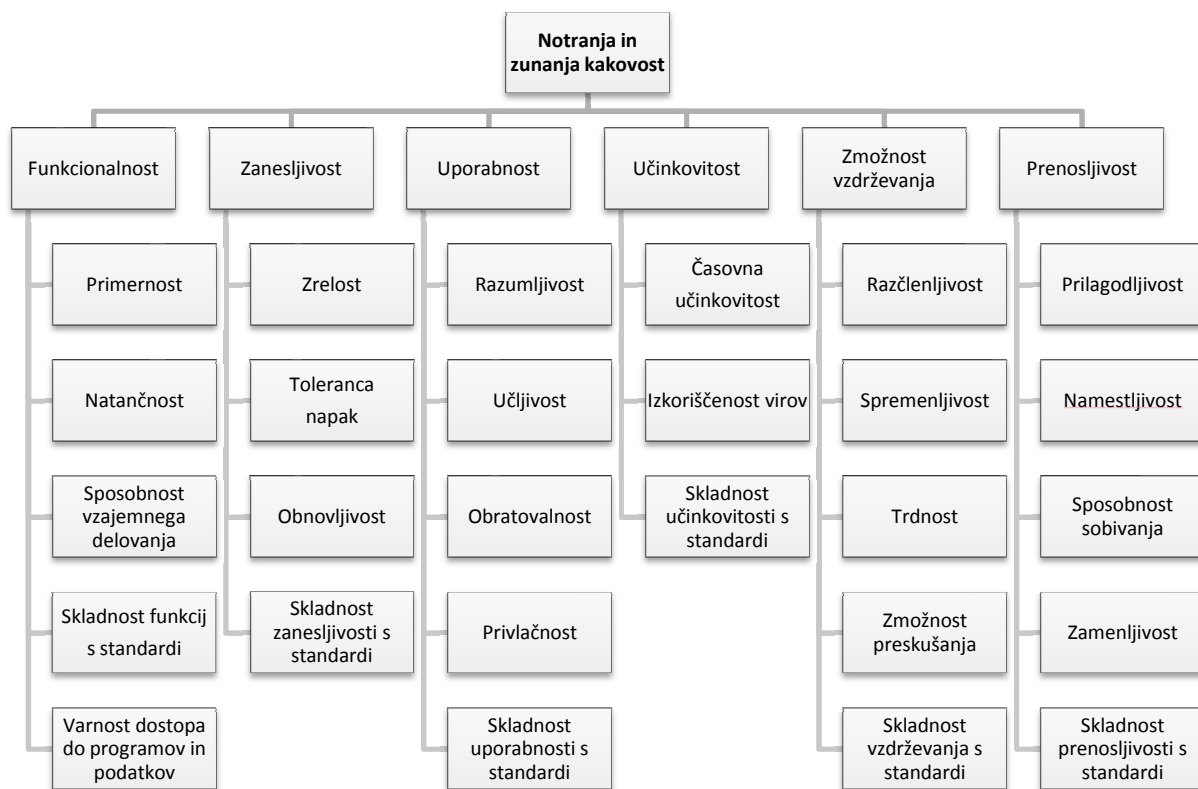 Notranja in
zunanja kakovost
Funkcionalnost
Zanesljivost
Uporabnost
Učinkovitost
Zmožnost
vzdrževanja
Prenosljivost
Primernost
Natančnost
Sposobnost
vzajemnega
delovanja
Skladnost funkcij
s standardi
Varnost dostopa
do programov in
podatkov
Zrelost
Toleranca
napak
Obnovljivost
Skladnost
zanesljivosti s
standardi
Razumljivost
Učljivost
Obratovalnost
Privlačnost
Skladnost
uporabnosti s
standardi
Časovna
učinkovitost
Izkoriščenost virov
Skladnost
učinkovitosti s
standardi
Razčlenljivost
Spremenljivost
Trdnost
Zmožnost
preskušanja
Skladnost
vzdrževanja s
standardi
Prilagodljivost
Namestljivost
Sposobnost
sobivanja
Zamenljivost
Skladnost
prenosljivosti s
standardi